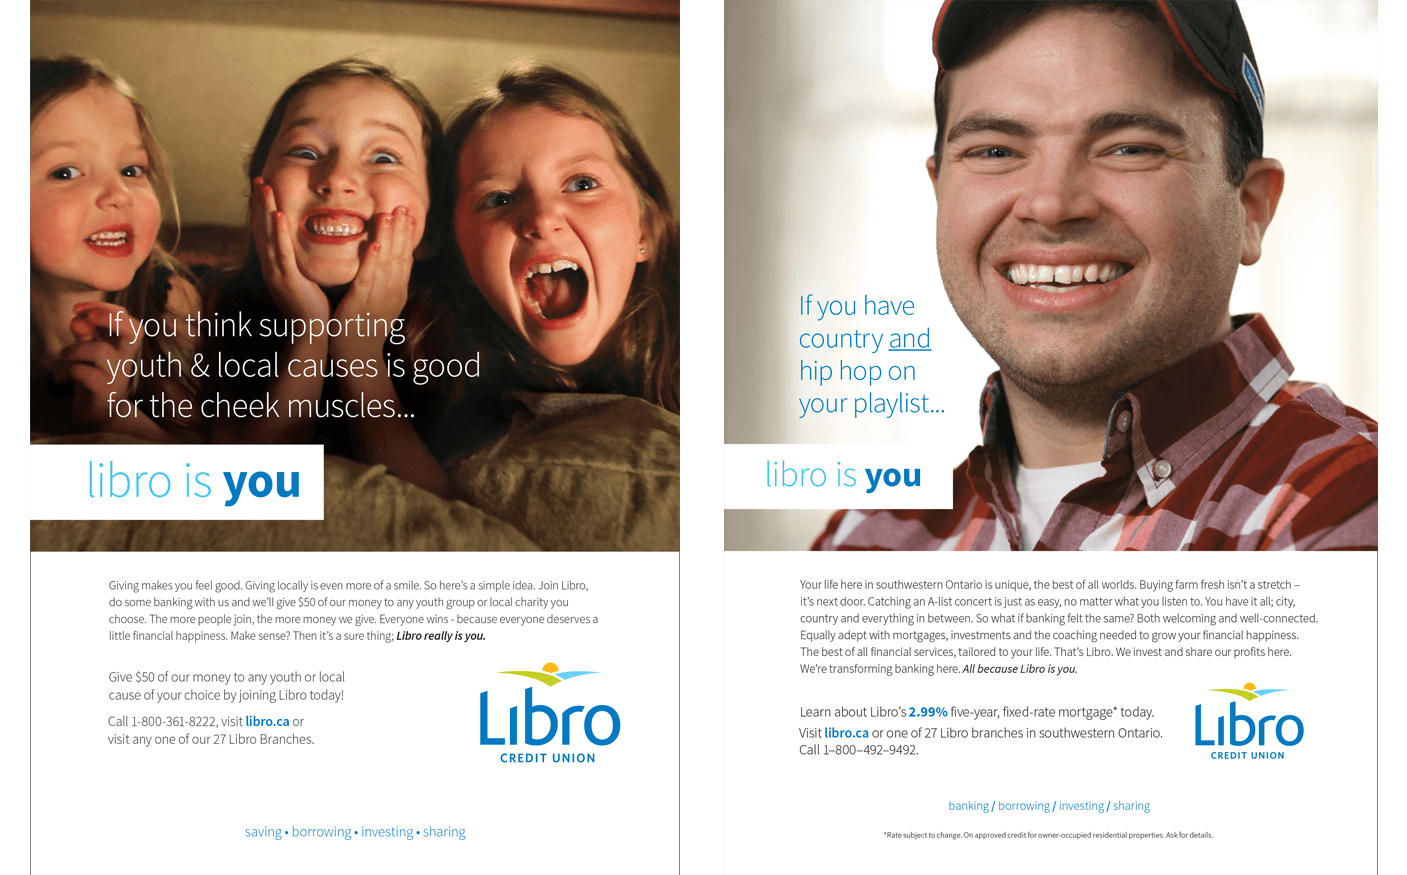 If you think supporting
youth & local causes is good
for the cheek muscles...
libro is you
Giving makes you feel good. Giving locally is even more of a smile. So here's a simple idea. Join Libro,
do some banking with us and we'll give $50 of our money to any youth group or local charity you
choose. The more people join, the more money we give. Everyone wins - because everyone deserves a
little financial happiness. Make sense? Then it's a sure thing; Libro really is you.
Give $50 of our money to any youth or local
cause of your choice by joining Libro today!
Call 1-800-361-8222, visit libro.ca or
visit any one of our 27 Libro Branches.
Libro
CREDIT UNION
saving • borrowing • investing • sharing
If you have
country and
hip hop on
your playlist...
libro is you
Your life here in southwestern Ontario is unique, the best of all worlds. Buying farm fresh isn't a stretch –
it's next door. Catching an A-list concert is just as easy, no matter what you listen to. You have it all; city,
country and everything in between. So what if banking felt the same? Both welcoming and well-connected.
Equally adept with mortgages, investments and the coaching needed to grow your financial happiness.
The best of all financial services, tailored to your life. That's Libro. We invest and share our profits here.
We're transforming banking here. All because Libro is you.
Learn about Libro's 2.99% five-year, fixed-rate mortgage* today.
Visit libro.ca or one of 27 Libro branches in southwestern Ontario.
Call 1–800–492–9492.
Libro
CREDIT UNION
banking / borrowing / investing / sharing
*Rate subject to change. On approved credit for owner-occupied residential properties. Ask for details.